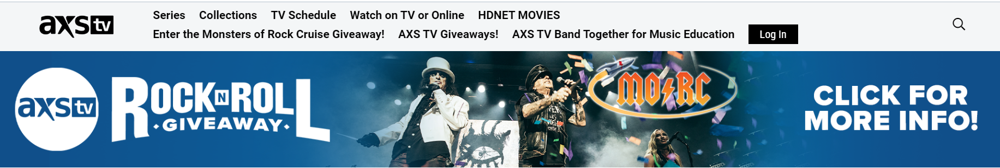 axs tv
Series Collections TV Schedule Watch on TV or Online HDNET MOVIES
Enter the Monsters of Rock Cruise Giveaway! AXS TV Giveaways! AXS TV Band Together for Music Education Log In
axs tv
ROCK N ROLL
GIVEAWAY
MORC
CLICK FOR
MORE INFO!